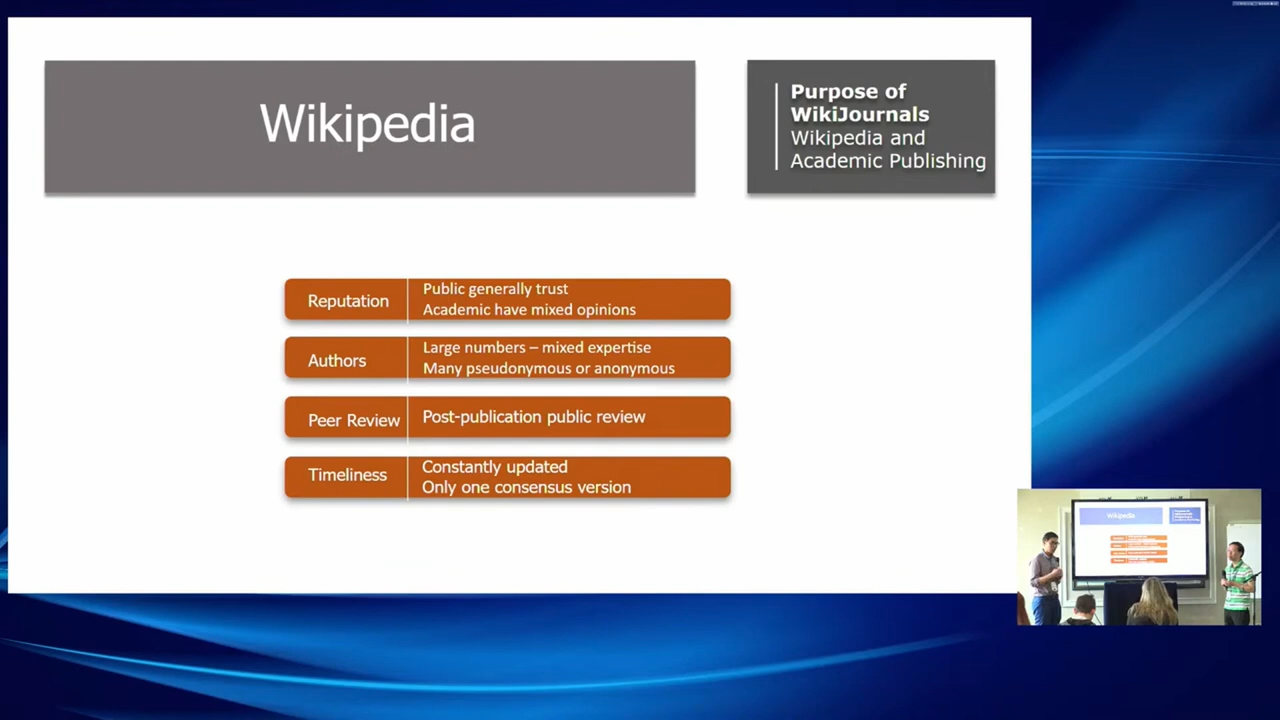 Wikipedia
Purpose of
WikiJournals
Wikipedia and
Academic Publishing
Reputation
Public generally trust
Academic have mixed opinions
Authors
Large numbers – mixed expertise
Many pseudonymous or anonymous
Peer Review
Post-publication public review
Timeliness
Constantly updated
Only one consensus version
Wikipedia